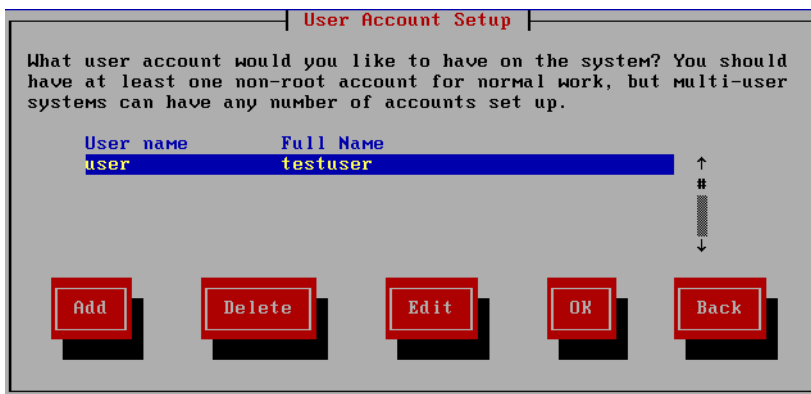 User Account Setup
What user account would you like to have on the system? You should
have at least one non-root account for normal work, but multi-user
systems can have any number of accounts set up.
User name Full Name
user testuser
↑
#
↓
Add Delete Edit OK Back